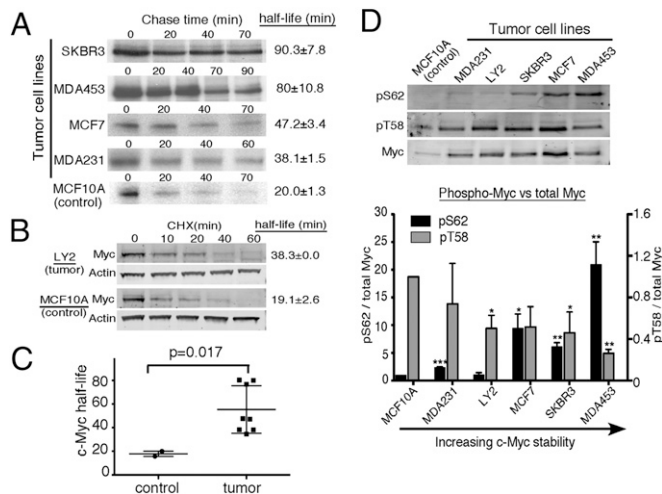 A
Chase time (min)
half-life (min)
Tumor cell lines
0 20 40 70
SKBR3
90.3±7.8
0 20 40 70 90
MDA453
80±10.8
0 20 40 70
MCF7
47.2±3.4
0 20 40 60
MDA231
38.1±1.5
0 20 40 70
MCF10A
(control)
20.0±1.3
B
CHX(min)
half-life (min)
0 10 20 40 60
LY2
(tumor)
Myc
38.3±0.0
Actin
MCF10A
(control)
Myc
19.1±2.6
Actin
C
p=0.017
c-Myc half-life
80
60
40
20
0
control
tumor
D
Tumor cell lines
MCF10A
(control)
MDA231
LY2
SKBR3
MCF7
MDA453
pS62
pT58
Myc
Phospho-Myc vs total Myc
pS62
pT58
pS62 / total Myc
30
25
20
15
10
5
0
1.6
1.2
0.8
0.4
0.0
pT58 / total Myc
***
*
*
**
*
**
**
MCF10A
MDA231
LY2
MCF7
SKBR3
MDA453
Increasing c-Myc stability